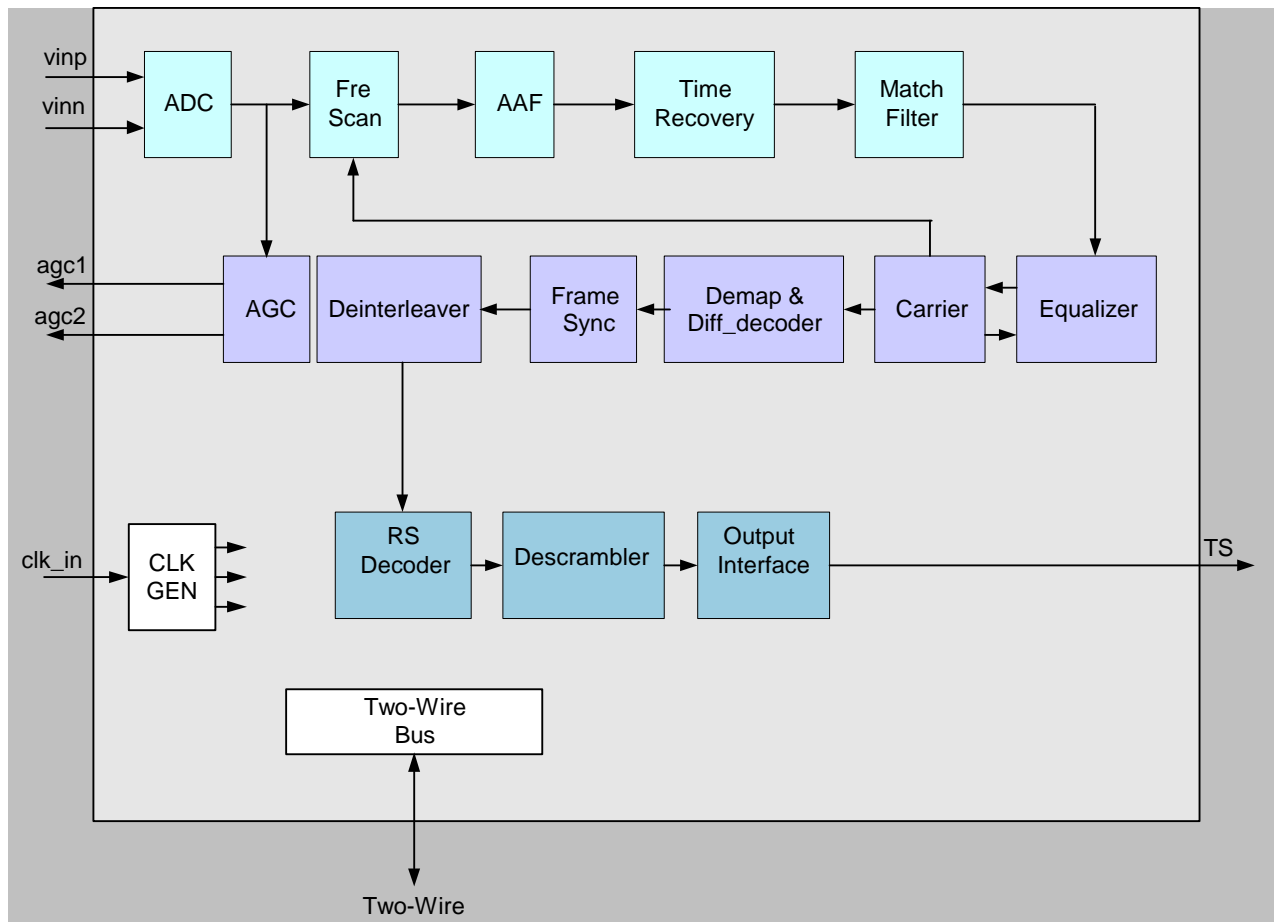 vinp
vinn
ADC
Fre
Scan
AAF
Time
Recovery
Match
Filter
agc1
agc2
AGC
Deinterleaver
Frame
Sync
Demap &
Diff_decoder
Carrier
Equalizer
clk_in
CLK
GEN
RS
Decoder
Descrambler
Output
Interface
TS
Two-Wire
Bus
Two-Wire